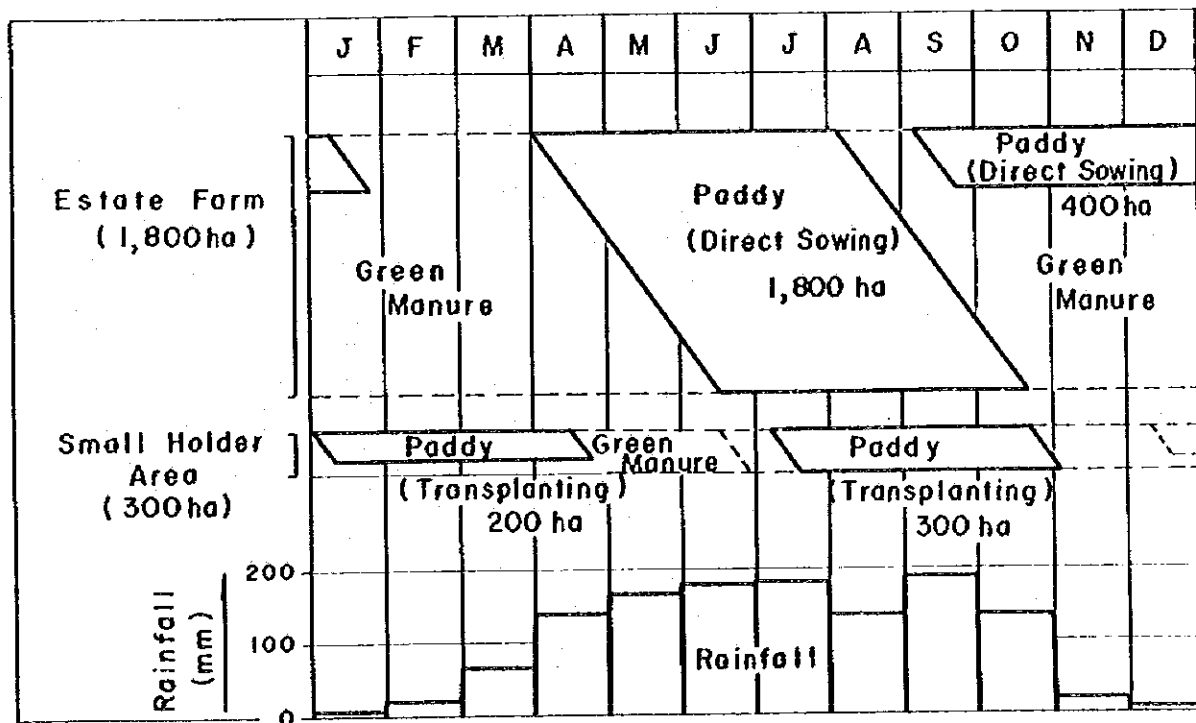 J F M A M J J A S O N D
Estate Farm
(1,800 ha)
Green
Manure
Paddy
(Direct Sowing)
1,800 ha
Paddy
(Direct Sowing)
400 ha
Green
Manure
Small Holder
Area
(300 ha)
Paddy
(Transplanting)
200 ha
Green
Manure
Paddy
(Transplanting)
300 ha
Rainfall
(mm)
200
100
0
Rainfall